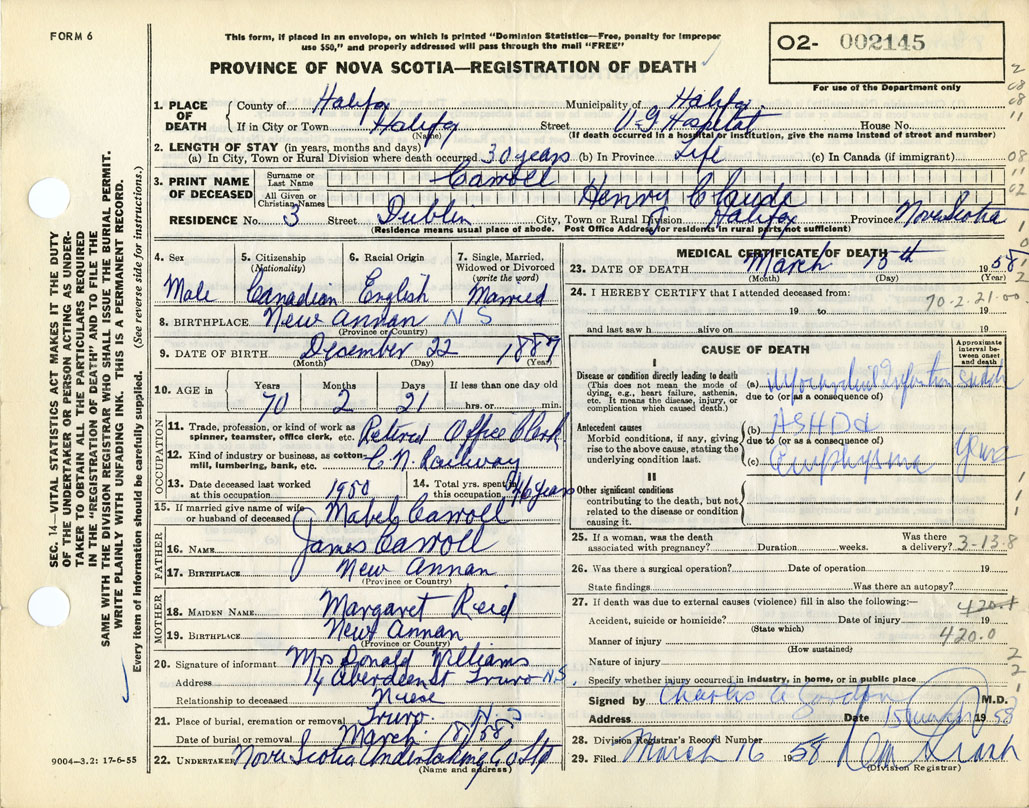 FORM 6
This form, if placed in an envelope, on which is printed "Dominion Statistics—Free, penalty for improper
use $50," and properly addressed will pass through the mail "FREE"
PROVINCE OF NOVA SCOTIA—REGISTRATION OF DEATH
O2- 002145
For use of the Department only
SEC. 14—VITAL STATISTICS ACT MAKES IT THE DUTY
OF THE UNDERTAKER OR PERSON ACTING AS UNDER-
TAKER TO OBTAIN ALL THE PARTICULARS REQUIRED
IN THE "REGISTRATION OF DEATH" AND TO FILE THE
SAME WITH THE DIVISION REGISTRAR WHO SHALL ISSUE THE BURIAL PERMIT.
WRITE PLAINLY WITH UNFADING INK. THIS IS A PERMANENT RECORD.
Every item of information should be carefully supplied. (See reverse side for instructions.)
1. PLACE OF DEATH County of Halifax Municipality of Halifax
If in City or Town Halifax Street V-G Hospital House No.
(Name) (If death occurred in a hospital or institution, give the name instead of street and number)
2. LENGTH OF STAY (in years, months and days)
(a) In City, Town or Rural Division where death occurred 30 years (b) In Province Life (c) In Canada (if immigrant)
3. PRINT NAME OF DECEASED Surname or Last Name Carroll
All Given or Christian Names Henry Claude
RESIDENCE No. 3 Street Dublin City, Town or Rural Division Halifax Province Nova Scotia
(Residence means usual place of abode. Post Office Address for residents in rural parts not sufficient)
4. Sex 5. Citizenship (Nationality) 6. Racial Origin 7. Single, Married, Widowed or Divorced (write the word)
Male Canadian English Married
8. BIRTHPLACE New Annan N S
(Province or Country)
9. DATE OF BIRTH December 22 1887
(Month) (Day) (Year)
10. AGE in Years Months Days If less than one day old
70 2 21 hrs. or min.
OCCUPATION
11. Trade, profession, or kind of work as spinner, teamster, office clerk, etc. Retired Office Clerk
12. Kind of industry or business, as cotton-mill, lumbering, bank, etc. C.N. Railway
13. Date deceased last worked at this occupation 1950 14. Total yrs. spent in this occupation 46 years
15. If married give name of wife or husband of deceased Mabel Carroll
FATHER
16. NAME James Carroll
17. BIRTHPLACE New Annan
(Province or Country)
MOTHER
18. MAIDEN NAME Margaret Reid
19. BIRTHPLACE New Annan
(Province or Country)
20. Signature of informant Mrs Donald Williams
Address 14 Aberdeen St Truro N.S.
Relationship to deceased Niece
21. Place of burial, cremation or removal Truro N.S
Date of burial or removal March 18/58
22. UNDERTAKER Nova Scotia Undertaking Co Ltd
(Name and address)
9004—3.2: 17-6-55
MEDICAL CERTIFICATE OF DEATH
23. DATE OF DEATH March 15th 1958
(Month) (Day) (Year)
24. I HEREBY CERTIFY that I attended deceased from:
70-2-21-00
19 to 19
and last saw h alive on 19
CAUSE OF DEATH
Approximate interval between onset and death
I
Disease or condition directly leading to death
(This does not mean the mode of dying, e.g., heart failure, asthenia, etc. It means the disease, injury, or complication which caused death.)
(a) Myocardial Infarction
due to (or as a consequence of)
Antecedent causes
Morbid conditions, if any, giving rise to the above cause, stating the underlying condition last.
(b) ASHD
due to (or as a consequence of)
(c) Emphysema years
II
Other significant conditions
contributing to the death, but not related to the disease or condition causing it.
25. If a woman, was the death associated with pregnancy? Duration weeks. Was there a delivery? 3-13-8
26. Was there a surgical operation? Date of operation 19
State findings Was there an autopsy?
27. If death was due to external causes (violence) fill in also the following:—
420.1
Accident, suicide or homicide? Date of injury 19
(State which)
Manner of injury 420.0
(How sustained)
Nature of injury
Specify whether injury occurred in industry, in home, or in public place
Signed by Charles A Gordon M.D.
Address Date 15 March 1958
28. Division Registrar's Record Number
29. Filed March 16 1958
(Division Registrar)